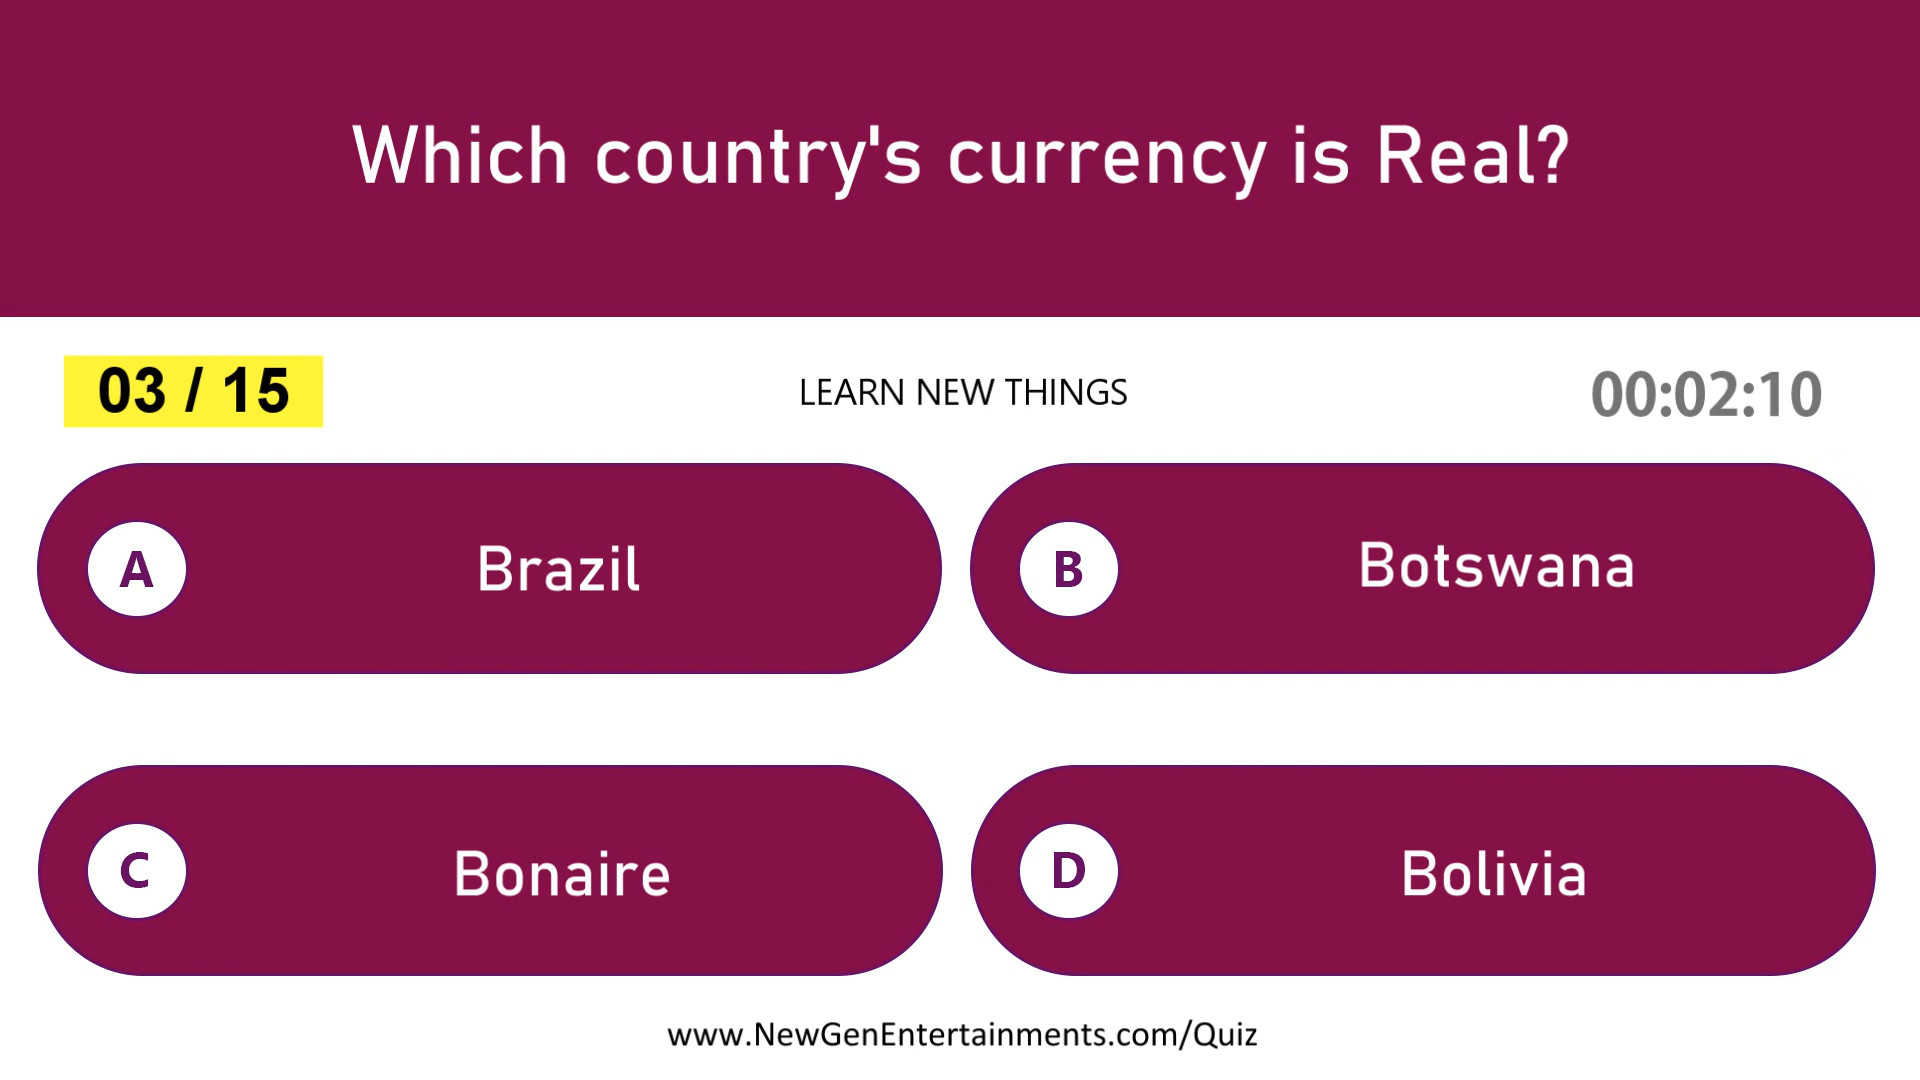 Which country's currency is Real?
03 / 15
LEARN NEW THINGS
00:02:10
A
Brazil
B
Botswana
C
Bonaire
D
Bolivia
www.NewGenEntertainments.com/Quiz